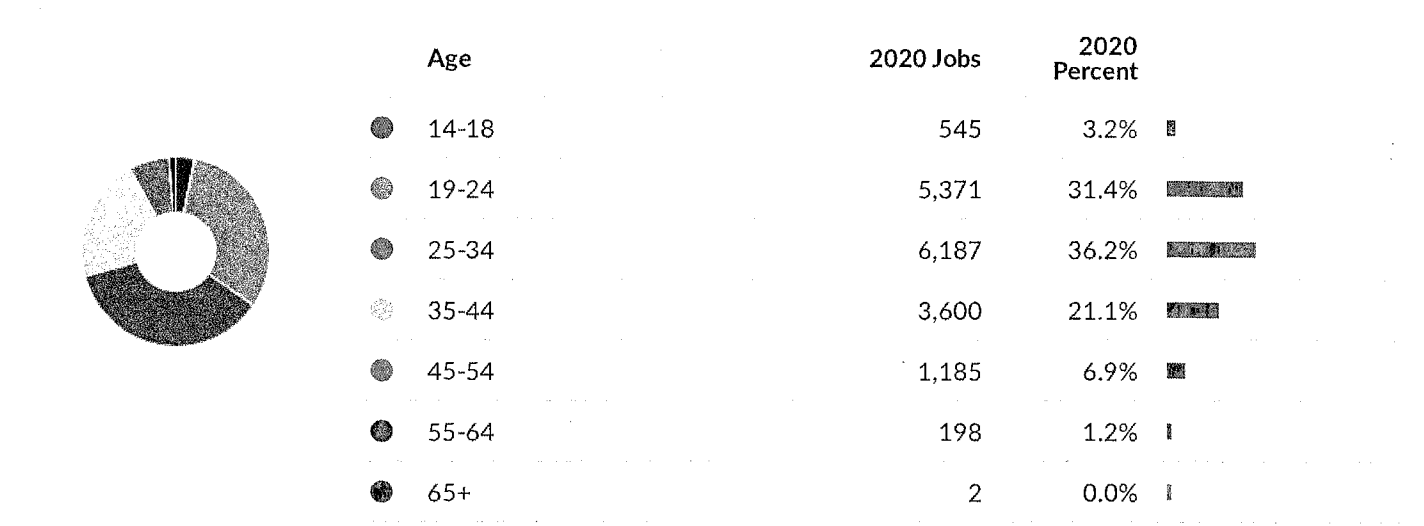 Age 2020 Jobs 2020 Percent
14-18 545 3.2%
19-24 5,371 31.4%
25-34 6,187 36.2%
35-44 3,600 21.1%
45-54 1,185 6.9%
55-64 198 1.2%
65+ 2 0.0%